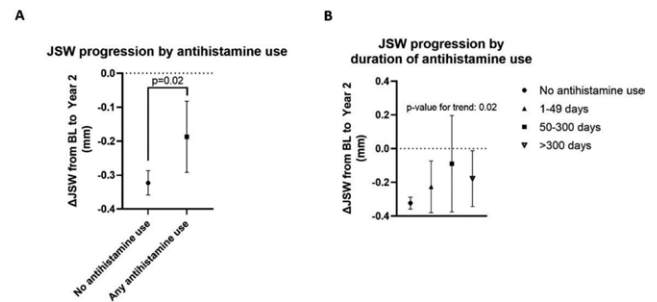 A
JSW progression by antihistamine use
0.0
-0.1
-0.2
-0.3
-0.4
ΔJSW from BL to Year 2
(mm)
p=0.02
No antihistamine use
Any antihistamine use
B
JSW progression by
duration of antihistamine use
0.4
0.2
0.0
-0.2
-0.4
ΔJSW from BL to Year 2
(mm)
p-value for trend: 0.02
No antihistamine use
1-49 days
50-300 days
>300 days